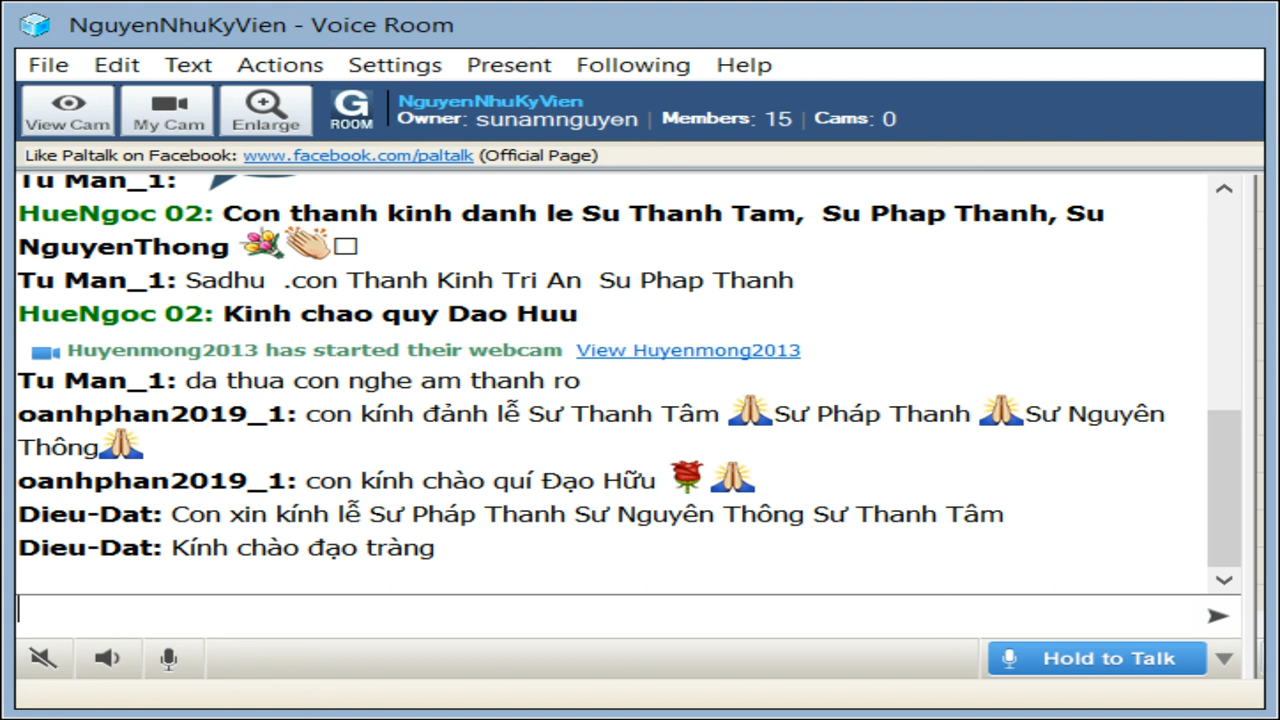 NguyenNhuKyVien - Voice Room
File Edit Text Actions Settings Present Following Help
View Cam My Cam Enlarge G ROOM
NguyenNhuKyVien
Owner: sunamnguyen | Members: 15 | Cams: 0
Like Paltalk on Facebook: www.facebook.com/paltalk (Official Page)
Tu Man_1:
HueNgoc 02: Con thanh kinh danh le Su Thanh Tam, Su Phap Thanh, Su
NguyenThong 💐👏□
Tu Man_1: Sadhu .con Thanh Kinh Tri An Su Phap Thanh
HueNgoc 02: Kinh chao quy Dao Huu
Huyenmong2013 has started their webcam View Huyenmong2013
Tu Man_1: da thua con nghe am thanh ro
oanhphan2019_1: con kính đảnh lễ Sư Thanh Tâm 🙏Sư Pháp Thanh 🙏Sư Nguyên
Thông🙏
oanhphan2019_1: con kính chào quí Đạo Hữu 🌹🙏
Dieu-Dat: Con xin kính lễ Sư Pháp Thanh Sư Nguyên Thông Sư Thanh Tâm
Dieu-Dat: Kính chào đạo tràng
Hold to Talk